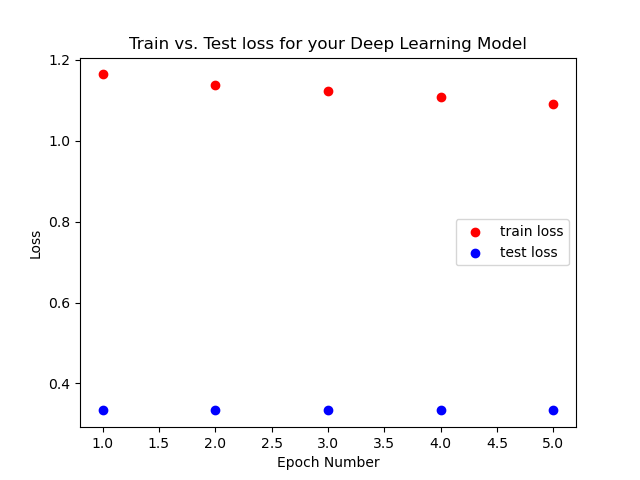 Train vs. Test loss for your Deep Learning Model
1.2
1.0
0.8
0.6
0.4
Loss
train loss
test loss
1.0 1.5 2.0 2.5 3.0 3.5 4.0 4.5 5.0
Epoch Number